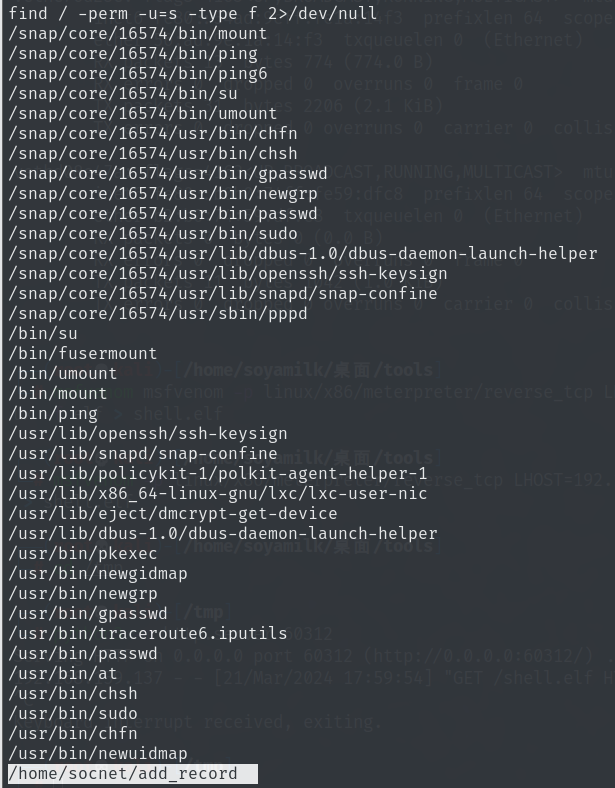 find / -perm -u=s -type f 2>/dev/null
/snap/core/16574/bin/mount
/snap/core/16574/bin/ping
/snap/core/16574/bin/ping6
/snap/core/16574/bin/su
/snap/core/16574/bin/umount
/snap/core/16574/usr/bin/chfn
/snap/core/16574/usr/bin/chsh
/snap/core/16574/usr/bin/gpasswd
/snap/core/16574/usr/bin/newgrp
/snap/core/16574/usr/bin/passwd
/snap/core/16574/usr/bin/sudo
/snap/core/16574/usr/lib/dbus-1.0/dbus-daemon-launch-helper
/snap/core/16574/usr/lib/openssh/ssh-keysign
/snap/core/16574/usr/lib/snapd/snap-confine
/snap/core/16574/usr/sbin/pppd
/bin/su
/bin/fusermount
/bin/umount
/bin/mount
/bin/ping
/usr/lib/openssh/ssh-keysign
/usr/lib/snapd/snap-confine
/usr/lib/policykit-1/polkit-agent-helper-1
/usr/lib/x86_64-linux-gnu/lxc/lxc-user-nic
/usr/lib/eject/dmcrypt-get-device
/usr/lib/dbus-1.0/dbus-daemon-launch-helper
/usr/bin/pkexec
/usr/bin/newgidmap
/usr/bin/newgrp
/usr/bin/gpasswd
/usr/bin/traceroute6.iputils
/usr/bin/passwd
/usr/bin/at
/usr/bin/chsh
/usr/bin/sudo
/usr/bin/chfn
/usr/bin/newuidmap
/home/socnet/add_record